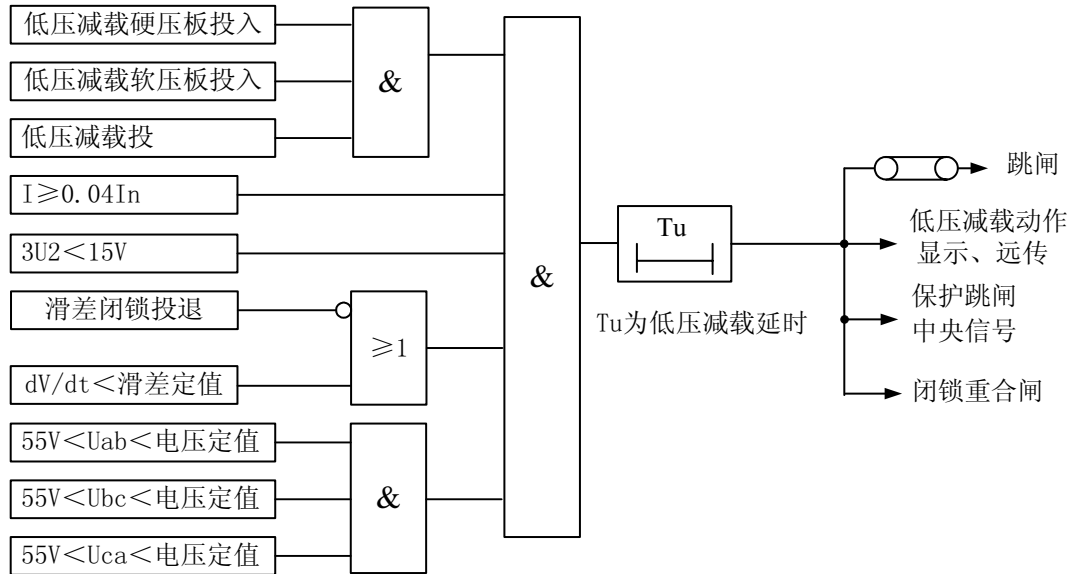 低压减载硬压板投入
低压减载软压板投入
低压减载投
&
I≥0.04In
3U2＜15V
滑差闭锁投退
dV/dt＜滑差定值
≥1
55V＜Uab＜电压定值
55V＜Ubc＜电压定值
55V＜Uca＜电压定值
&
&
Tu
Tu为低压减载延时
跳闸
低压减载动作
显示、远传
保护跳闸
中央信号
闭锁重合闸